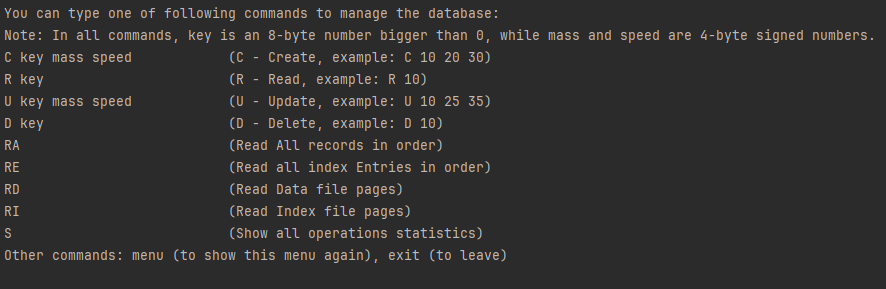 You can type one of following commands to manage the database:
Note: In all commands, key is an 8-byte number bigger than 0, while mass and speed are 4-byte signed numbers.
C key mass speed            (C - Create, example: C 10 20 30)
R key                       (R - Read, example: R 10)
U key mass speed            (U - Update, example: U 10 25 35)
D key                       (D - Delete, example: D 10)
RA                          (Read All records in order)
RE                          (Read all index Entries in order)
RD                          (Read Data file pages)
RI                          (Read Index file pages)
S                           (Show all operations statistics)
Other commands: menu (to show this menu again), exit (to leave)